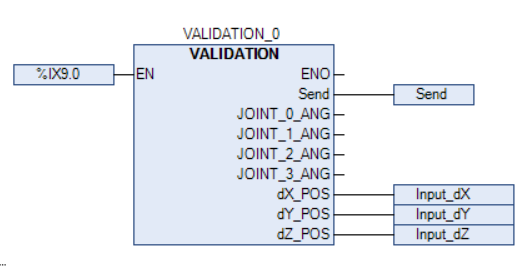 VALIDATION_0
VALIDATION
%IX9.0 EN ENO
Send Send
JOINT_0_ANG
JOINT_1_ANG
JOINT_2_ANG
JOINT_3_ANG
dX_POS Input_dX
dY_POS Input_dY
dZ_POS Input_dZ
...